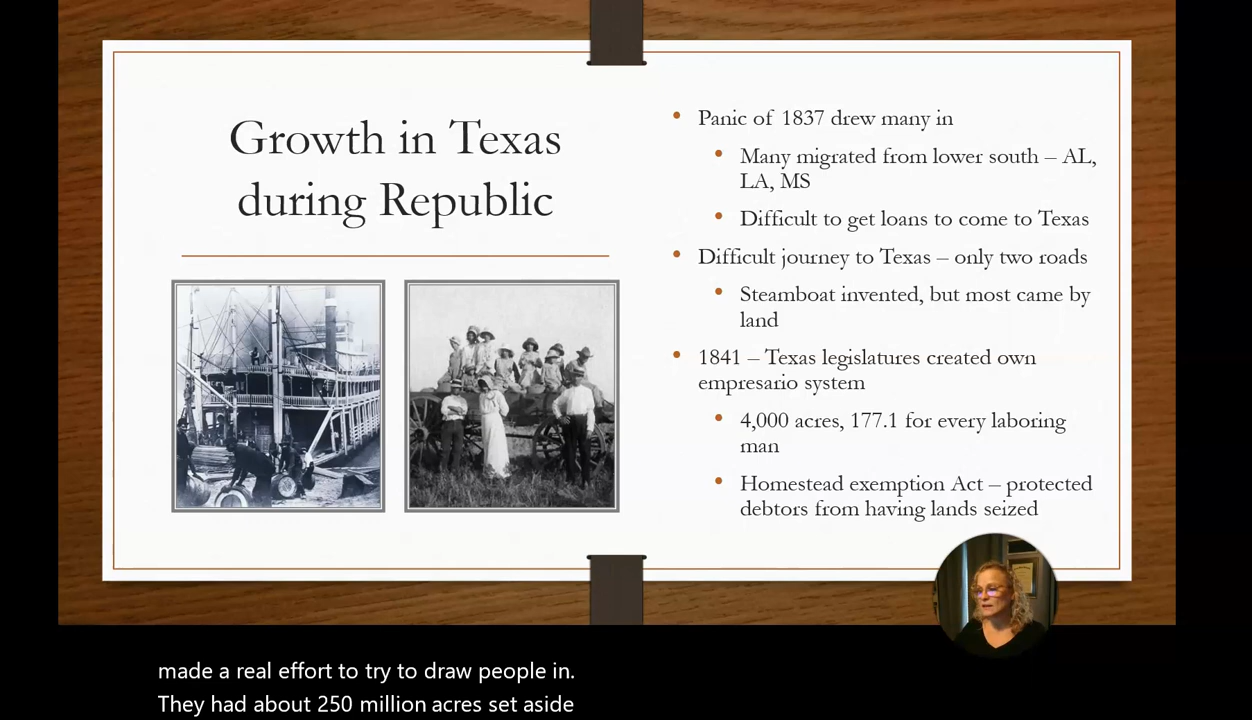 Growth in Texas
during Republic
• Panic of 1837 drew many in
• Many migrated from lower south – AL,
LA, MS
• Difficult to get loans to come to Texas
• Difficult journey to Texas – only two roads
• Steamboat invented, but most came by
land
• 1841 – Texas legislatures created own
empresario system
• 4,000 acres, 177.1 for every laboring
man
• Homestead exemption Act – protected
debtors from having lands seized
made a real effort to try to draw people in.
They had about 250 million acres set aside